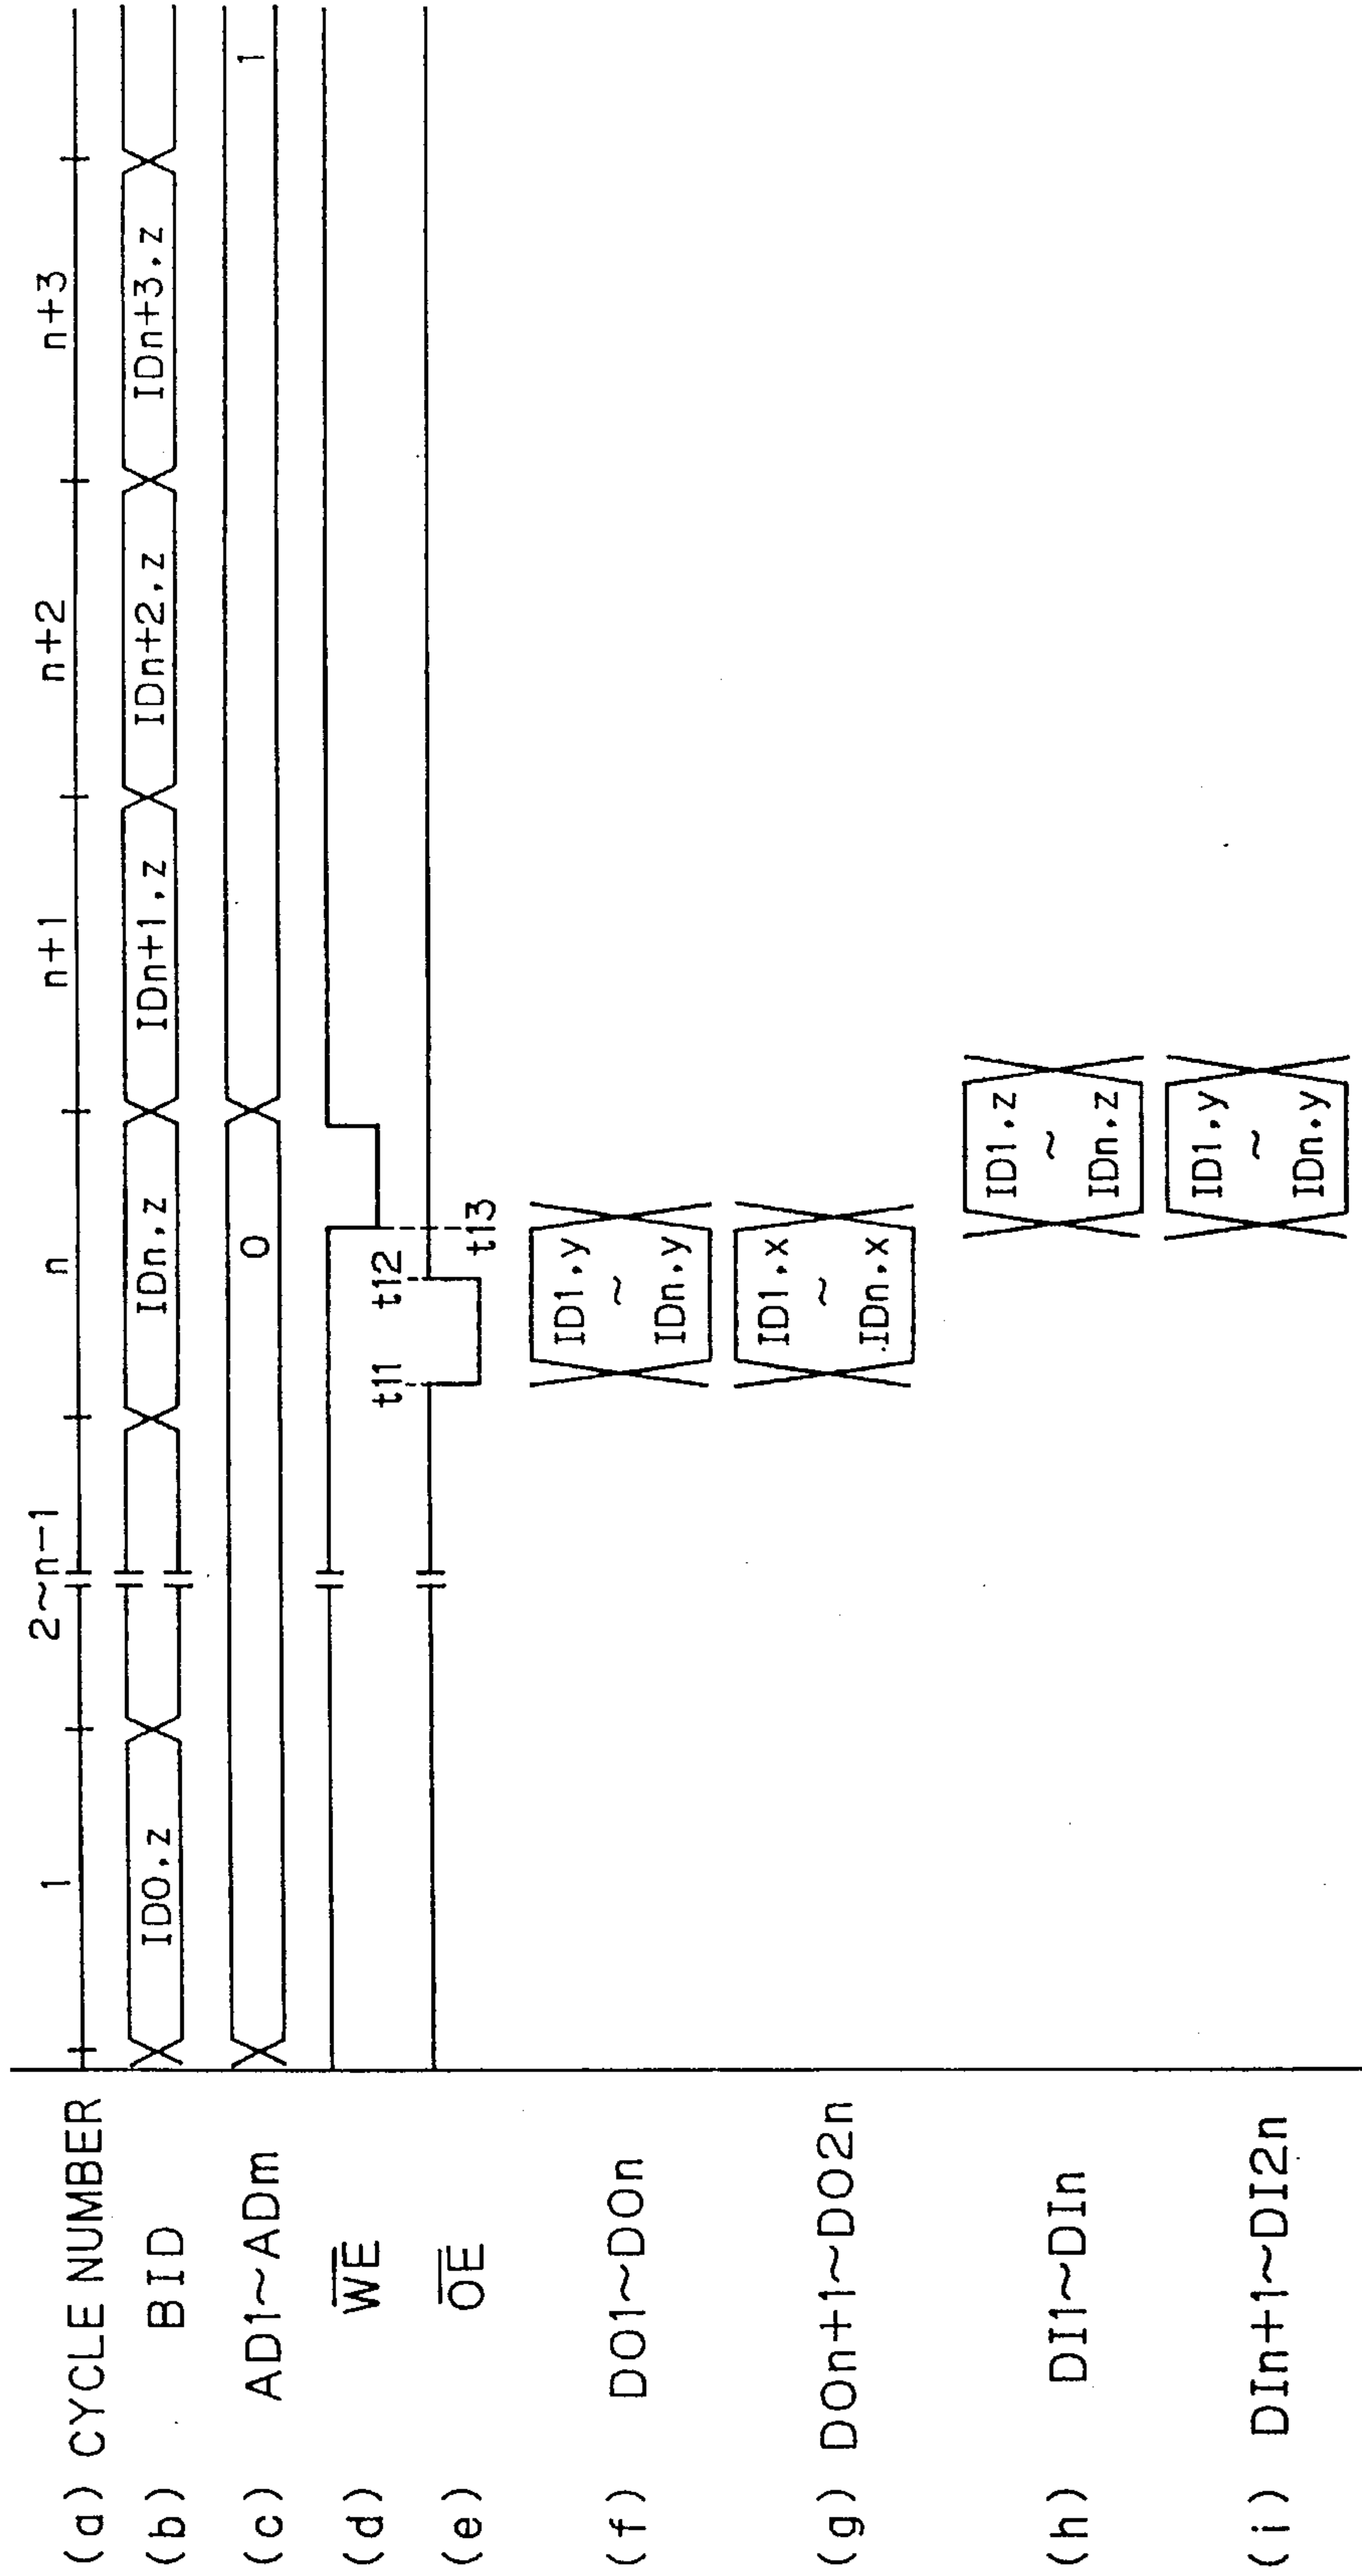 (a) CYCLE NUMBER 1 2~n-1 n n+1 n+2 n+3
(b) BID ID0,z IDn,z IDn+1,z IDn+2,z IDn+3,z
(c) AD1~ADm 0 1
(d) W̅E̅
t11 t12
(e) O̅E̅
t13
(f) DO1~DOn ID1,y ~ IDn,y
(g) DOn+1~DO2n ID1,x ~ IDn,x
(h) DI1~DIn ID1,z ~ IDn,z
(i) DIn+1~DI2n ID1,y ~ IDn,y